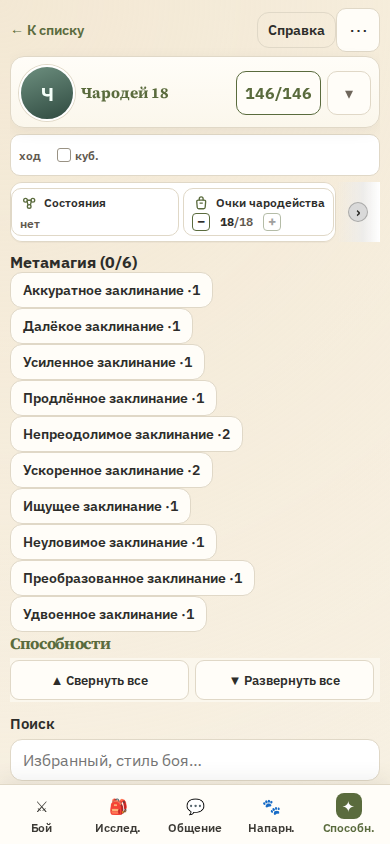 ← К списку
Справка
...
Ч
Чародей 18
146/146
▼
ход
куб.
Состояния
нет
Очки чародейства
− 18/18 +
›
Метамагия (0/6)
Аккуратное заклинание ·1
Далёкое заклинание ·1
Усиленное заклинание ·1
Продлённое заклинание ·1
Непреодолимое заклинание ·2
Ускоренное заклинание ·2
Ищущее заклинание ·1
Неуловимое заклинание ·1
Преобразованное заклинание ·1
Удвоенное заклинание ·1
Способности
▲ Свернуть все
▼ Развернуть все
Поиск
Избранный, стиль боя...
Бой
Исслед.
Общение
Напарн.
Способн.